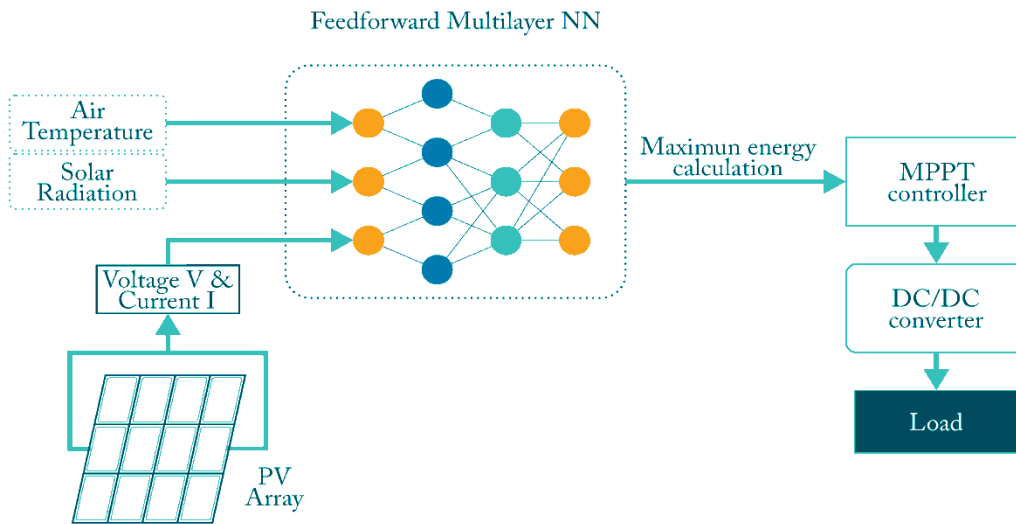 Feedforward Multilayer NN
Air
Temperature
Solar
Radiation
Maximun energy
calculation
MPPT
controller
Voltage V &
Current I
DC/DC
converter
Load
PV
Array